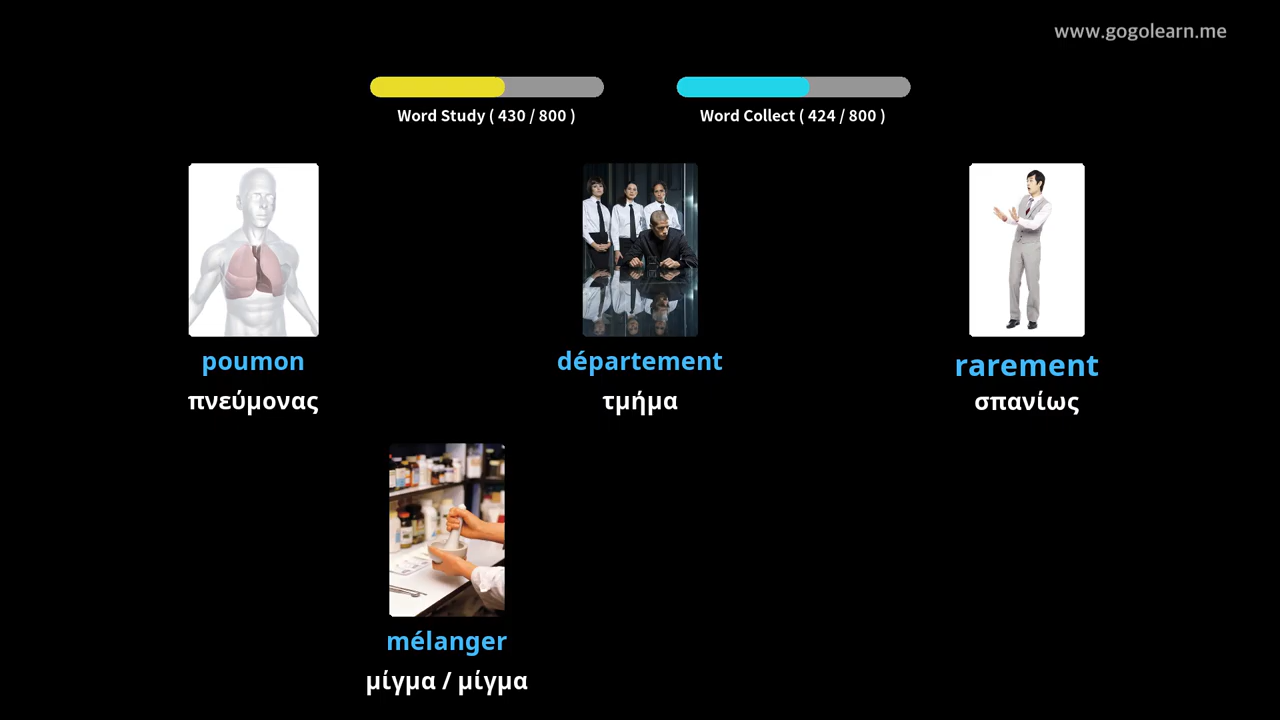 www.gogolearn.me
Word Study ( 430 / 800 )
Word Collect ( 424 / 800 )
poumon
πνεύμονας
département
τμήμα
rarement
σπανίως
mélanger
μίγμα / μίγμα